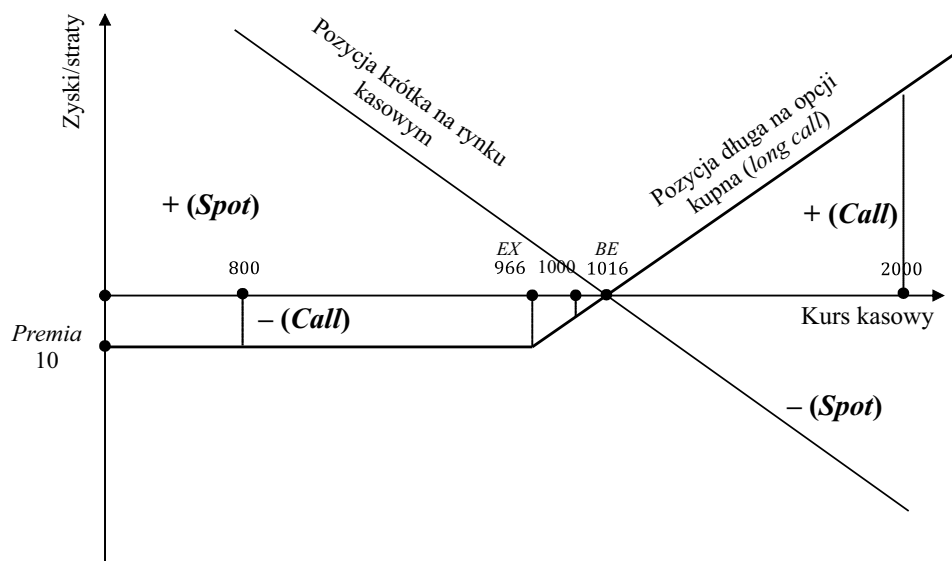 Zyski/straty
Pozycja krótka na rynku
kasowym
Pozycja długa na opcji
kupna (long call)
+ (Spot)
+ (Call)
EX
BE
800
966
1000
1016
2000
– (Call)
Kurs kasowy
Premia
10
– (Spot)